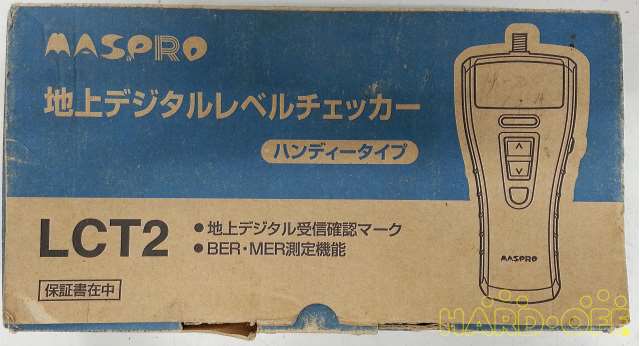 MASPRO
地上デジタルレベルチェッカー
ハンディータイプ
LCT2
●地上デジタル受信確認マーク
●BER・MER測定機能
保証書在中
MASPRO
HARD・OFF